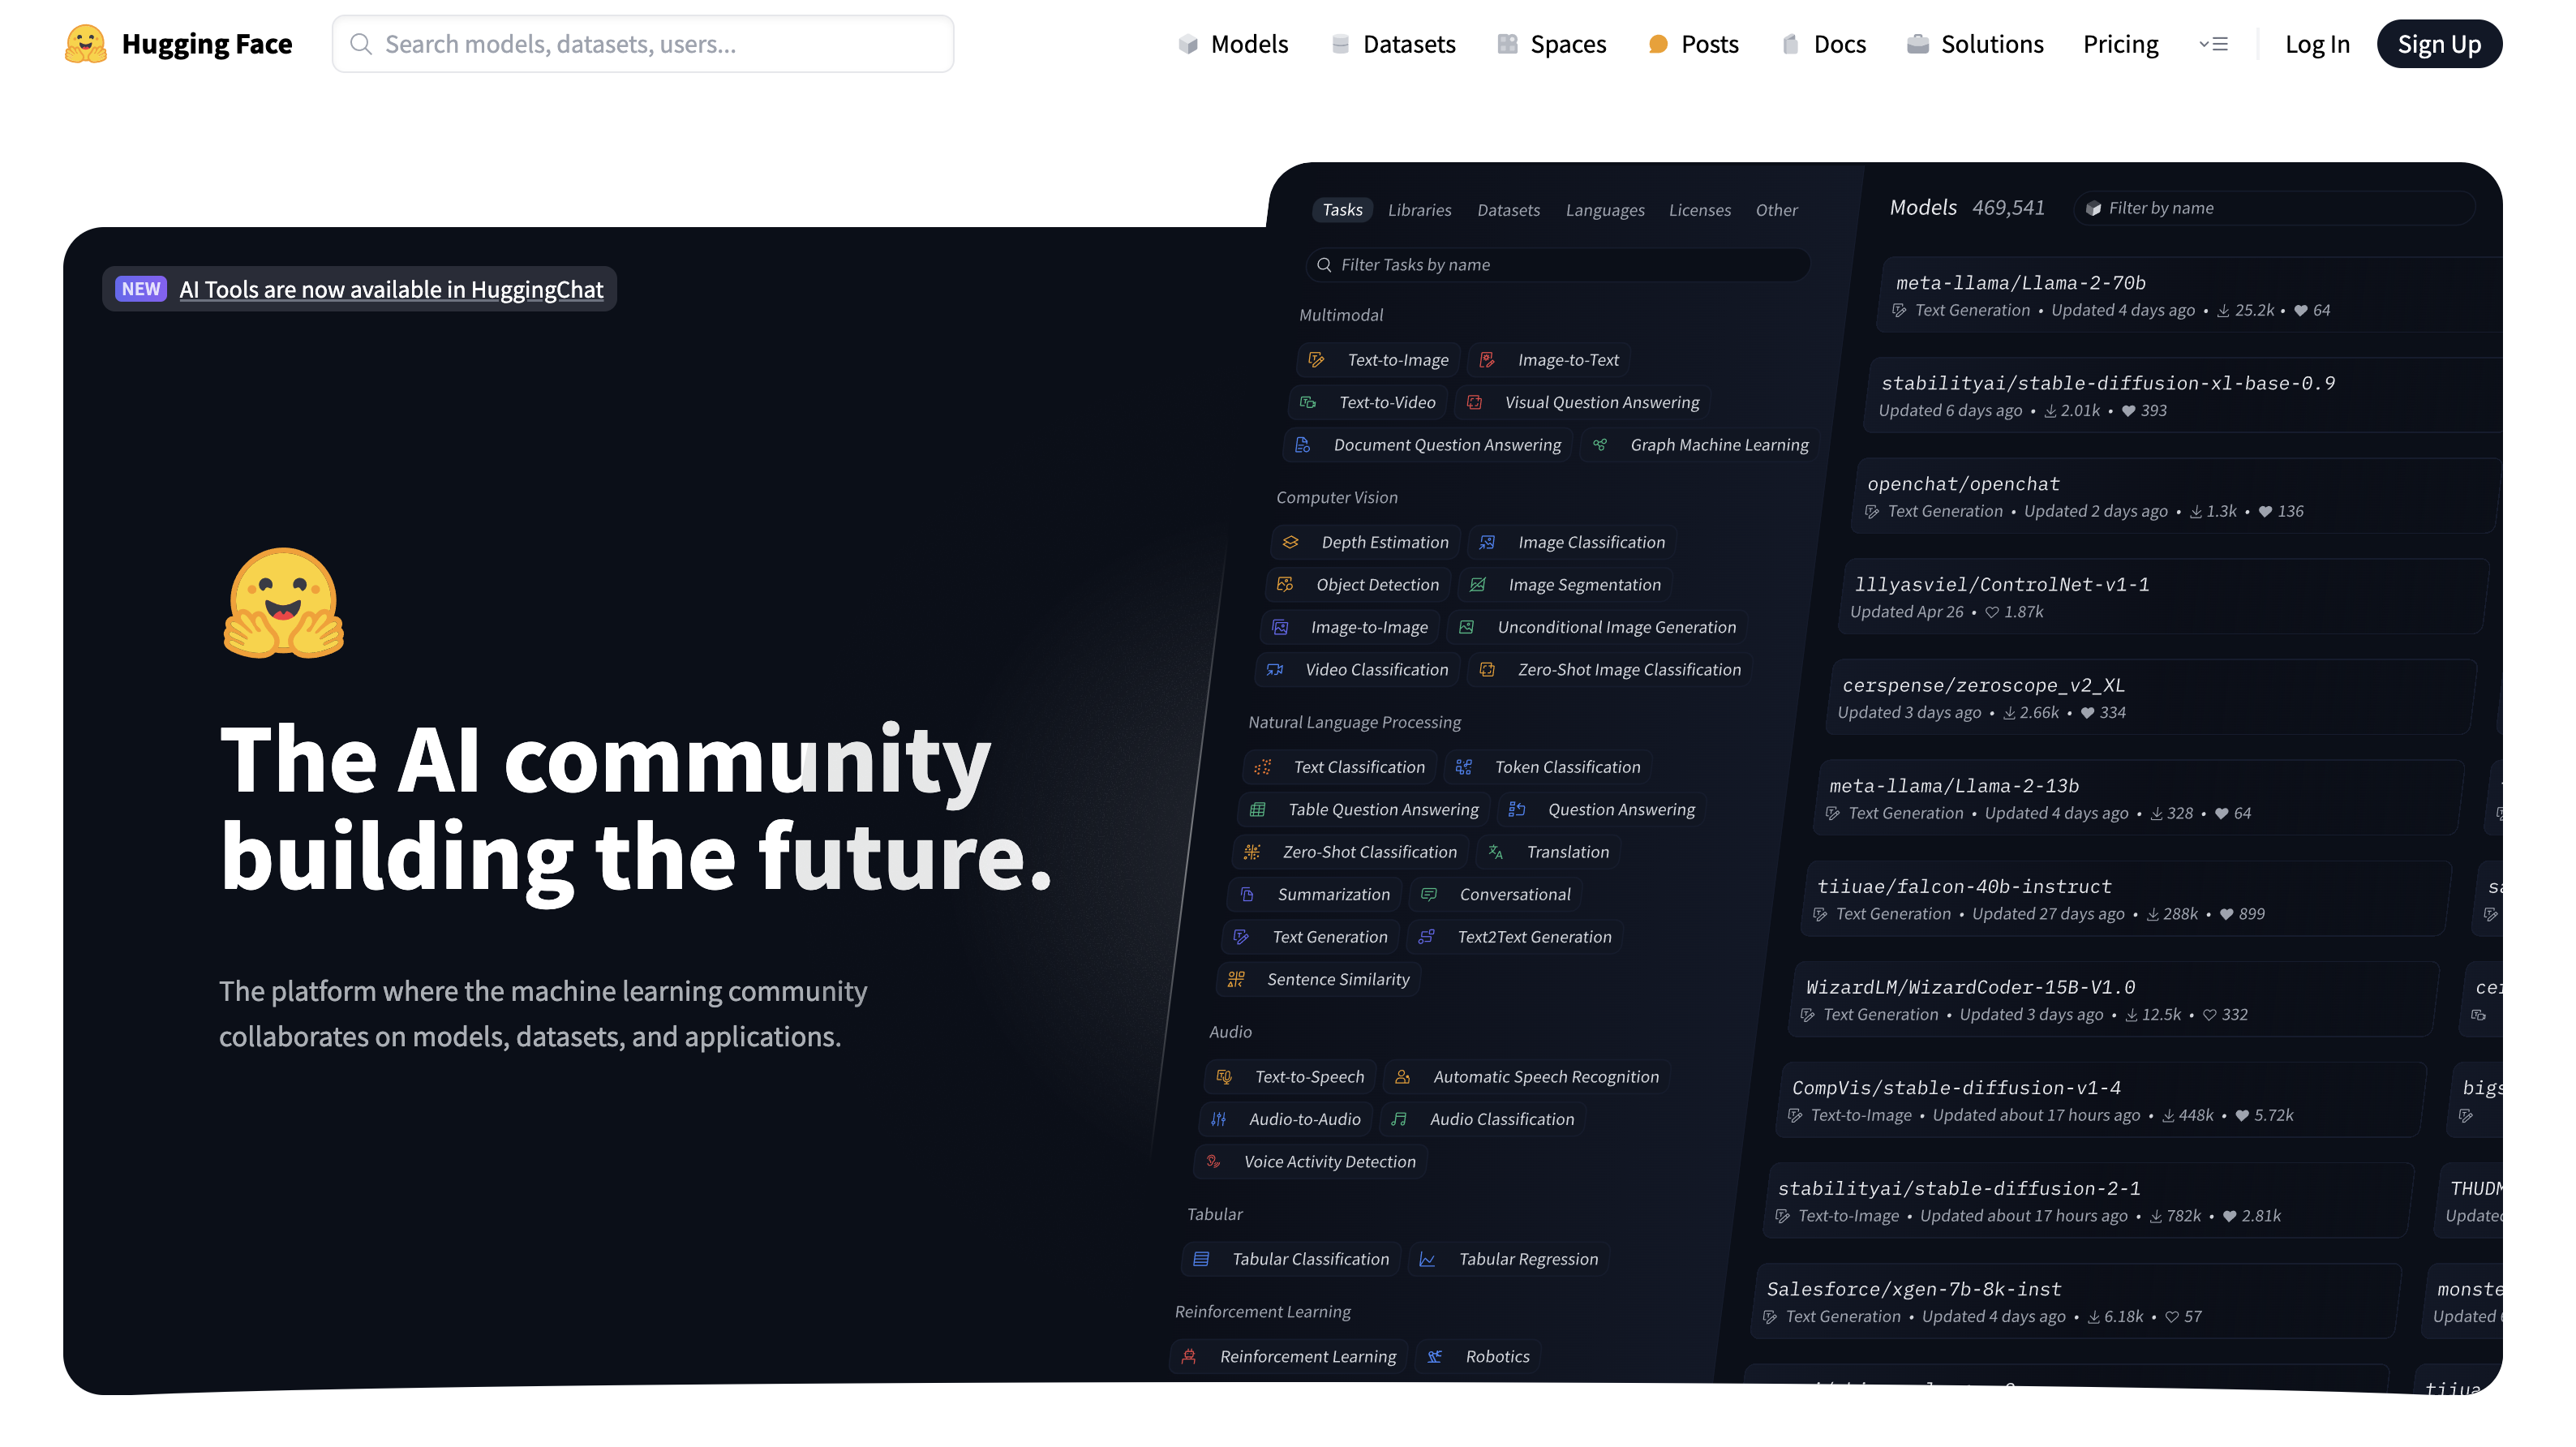 Hugging Face
Search models, datasets, users...
Models
Datasets
Spaces
Posts
Docs
Solutions
Pricing
Log In
Sign Up
NEW AI Tools are now available in HuggingChat
The AI community
building the future.
The platform where the machine learning community
collaborates on models, datasets, and applications.
Tasks Libraries Datasets Languages Licenses Other
Filter Tasks by name
Multimodal
Text-to-Image Image-to-Text
Text-to-Video Visual Question Answering
Document Question Answering Graph Machine Learning
Computer Vision
Depth Estimation Image Classification
Object Detection Image Segmentation
Image-to-Image Unconditional Image Generation
Video Classification Zero-Shot Image Classification
Natural Language Processing
Text Classification Token Classification
Table Question Answering Question Answering
Zero-Shot Classification Translation
Summarization Conversational
Text Generation Text2Text Generation
Sentence Similarity
Audio
Text-to-Speech Automatic Speech Recognition
Audio-to-Audio Audio Classification
Voice Activity Detection
Tabular
Tabular Classification Tabular Regression
Reinforcement Learning
Reinforcement Learning Robotics
Models 469,541
Filter by name
meta-llama/Llama-2-70b
Text Generation • Updated 4 days ago • 25.2k • 64
stabilityai/stable-diffusion-xl-base-0.9
Updated 6 days ago • 2.01k • 393
openchat/openchat
Text Generation • Updated 2 days ago • 1.3k • 136
lllyasviel/ControlNet-v1-1
Updated Apr 26 • 1.87k
cerspense/zeroscope_v2_XL
Updated 3 days ago • 2.66k • 334
meta-llama/Llama-2-13b
Text Generation • Updated 4 days ago • 328 • 64
tiiuae/falcon-40b-instruct
Text Generation • Updated 27 days ago • 288k • 899
WizardLM/WizardCoder-15B-V1.0
Text Generation • Updated 3 days ago • 12.5k • 332
CompVis/stable-diffusion-v1-4
Text-to-Image • Updated about 17 hours ago • 448k • 5.72k
stabilityai/stable-diffusion-2-1
Text-to-Image • Updated about 17 hours ago • 782k • 2.81k
Salesforce/xgen-7b-8k-inst
Text Generation • Updated 4 days ago • 6.18k • 57